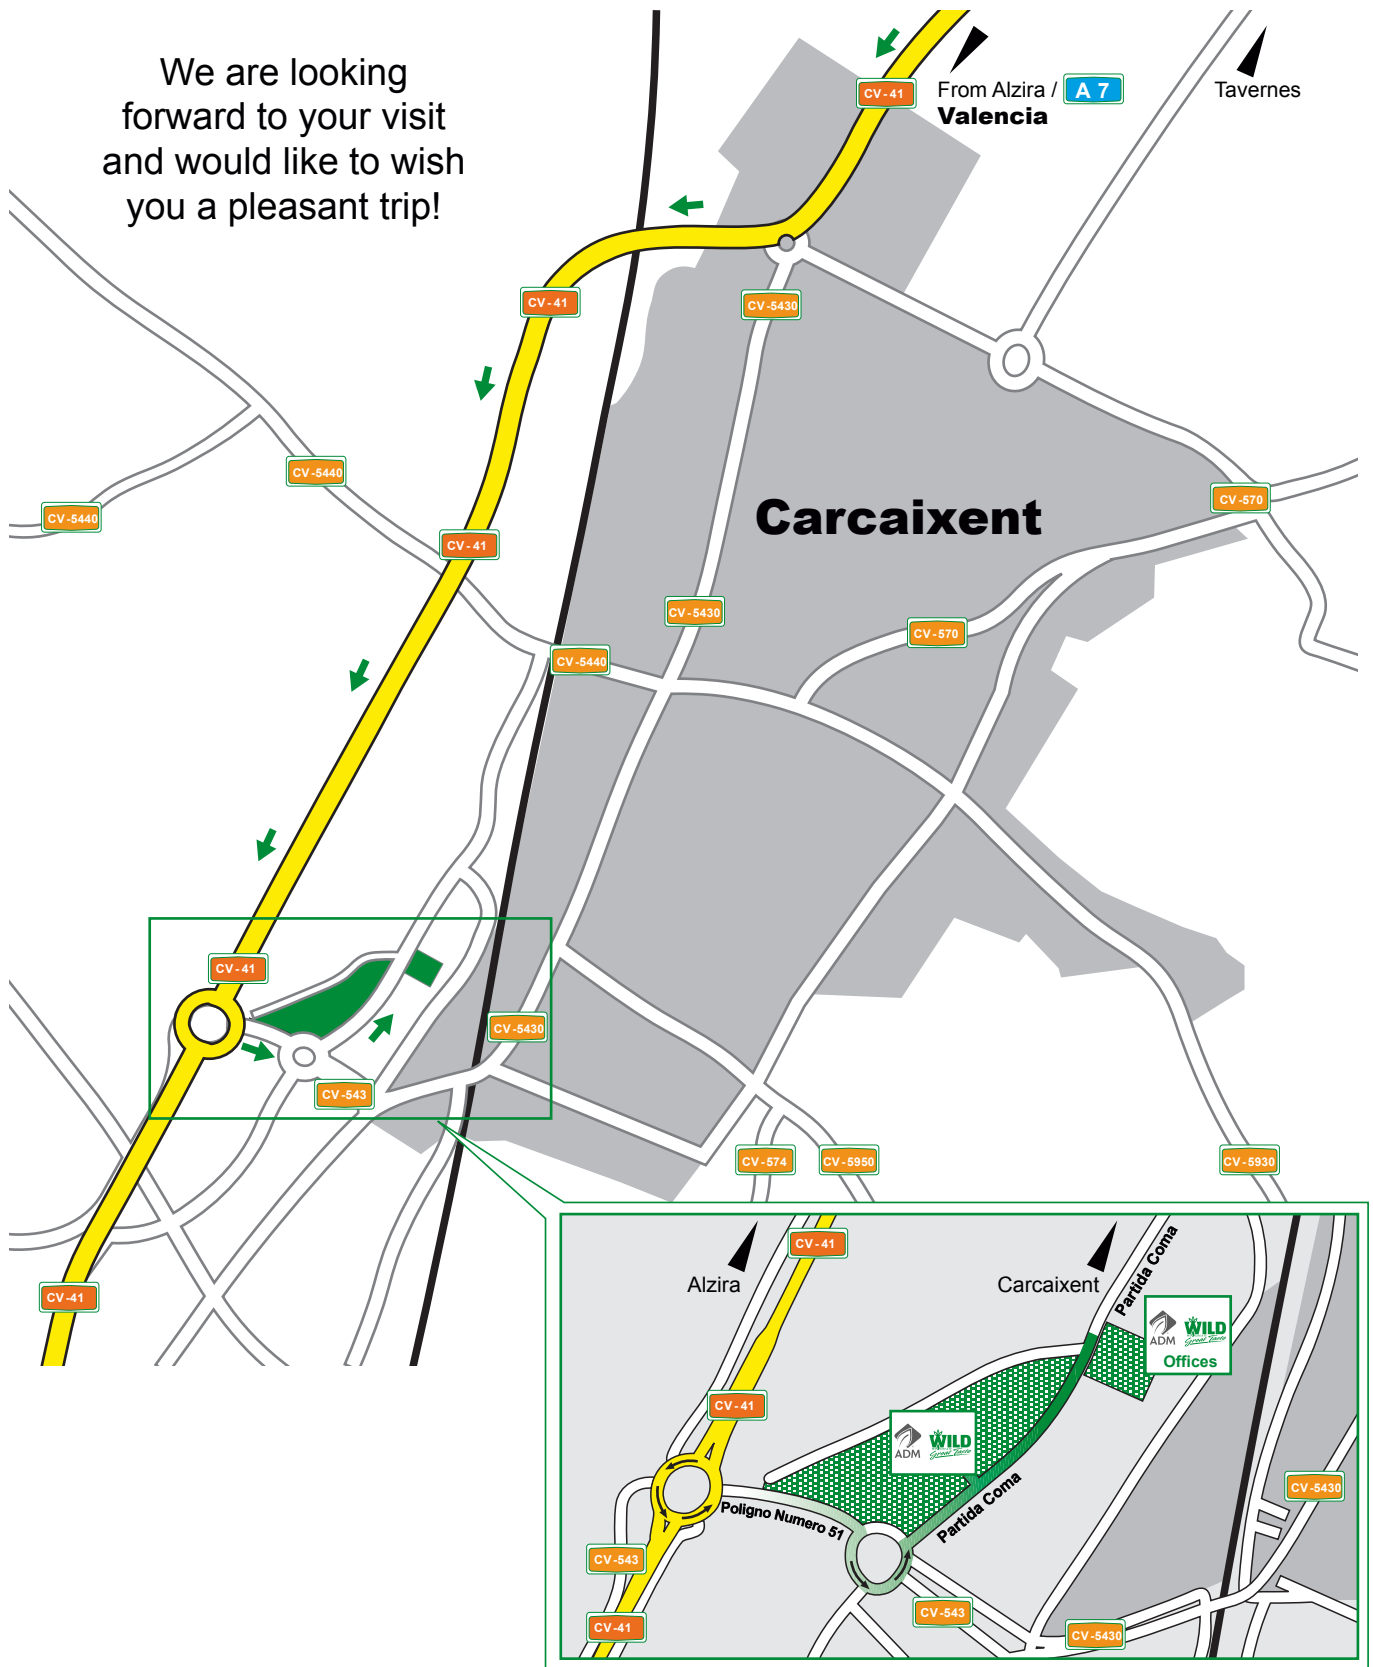 We are looking
forward to your visit
and would like to wish
you a pleasant trip!
CV-41
From Alzira / A 7
Valencia
Tavernes
CV-41
CV-5430
CV-5440
CV-5440
CV-41
Carcaixent
CV-570
CV-5430
CV-570
CV-5440
CV-41
CV-5430
CV-543
CV-574
CV-5950
CV-5930
CV-41
Alzira
CV-41
Carcaixent
Partida Coma
ADM
WILD
Great Taste
Offices
CV-41
ADM
WILD
Great Taste
Poligno Numero 51
Partida Coma
CV-5430
CV-543
CV-41
CV-543
CV-5430